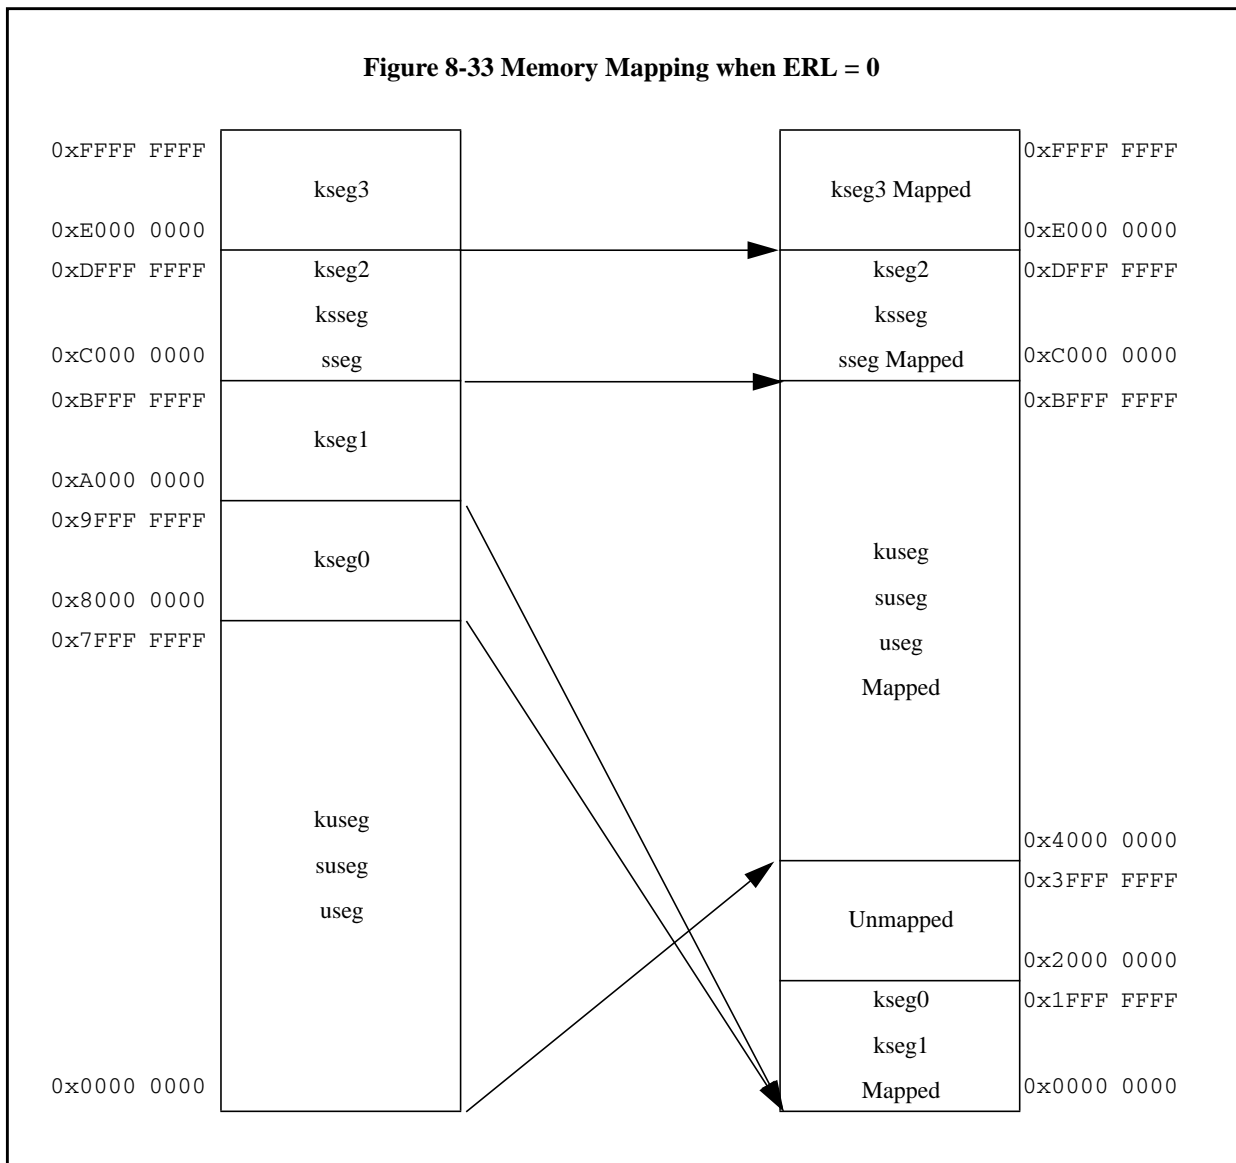 Figure 8-33 Memory Mapping when ERL = 0
0xFFFF FFFF
kseg3
0xE000 0000
0xDFFF FFFF
kseg2
ksseg
0xC000 0000
sseg
0xBFFF FFFF
kseg1
0xA000 0000
0x9FFF FFFF
kseg0
0x8000 0000
0x7FFF FFFF
kuseg
suseg
useg
0x0000 0000
0xFFFF FFFF
kseg3 Mapped
0xE000 0000
kseg2
0xDFFF FFFF
ksseg
sseg Mapped
0xC000 0000
0xBFFF FFFF
kuseg
suseg
useg
Mapped
0x4000 0000
0x3FFF FFFF
Unmapped
0x2000 0000
kseg0
0x1FFF FFFF
kseg1
Mapped
0x0000 0000